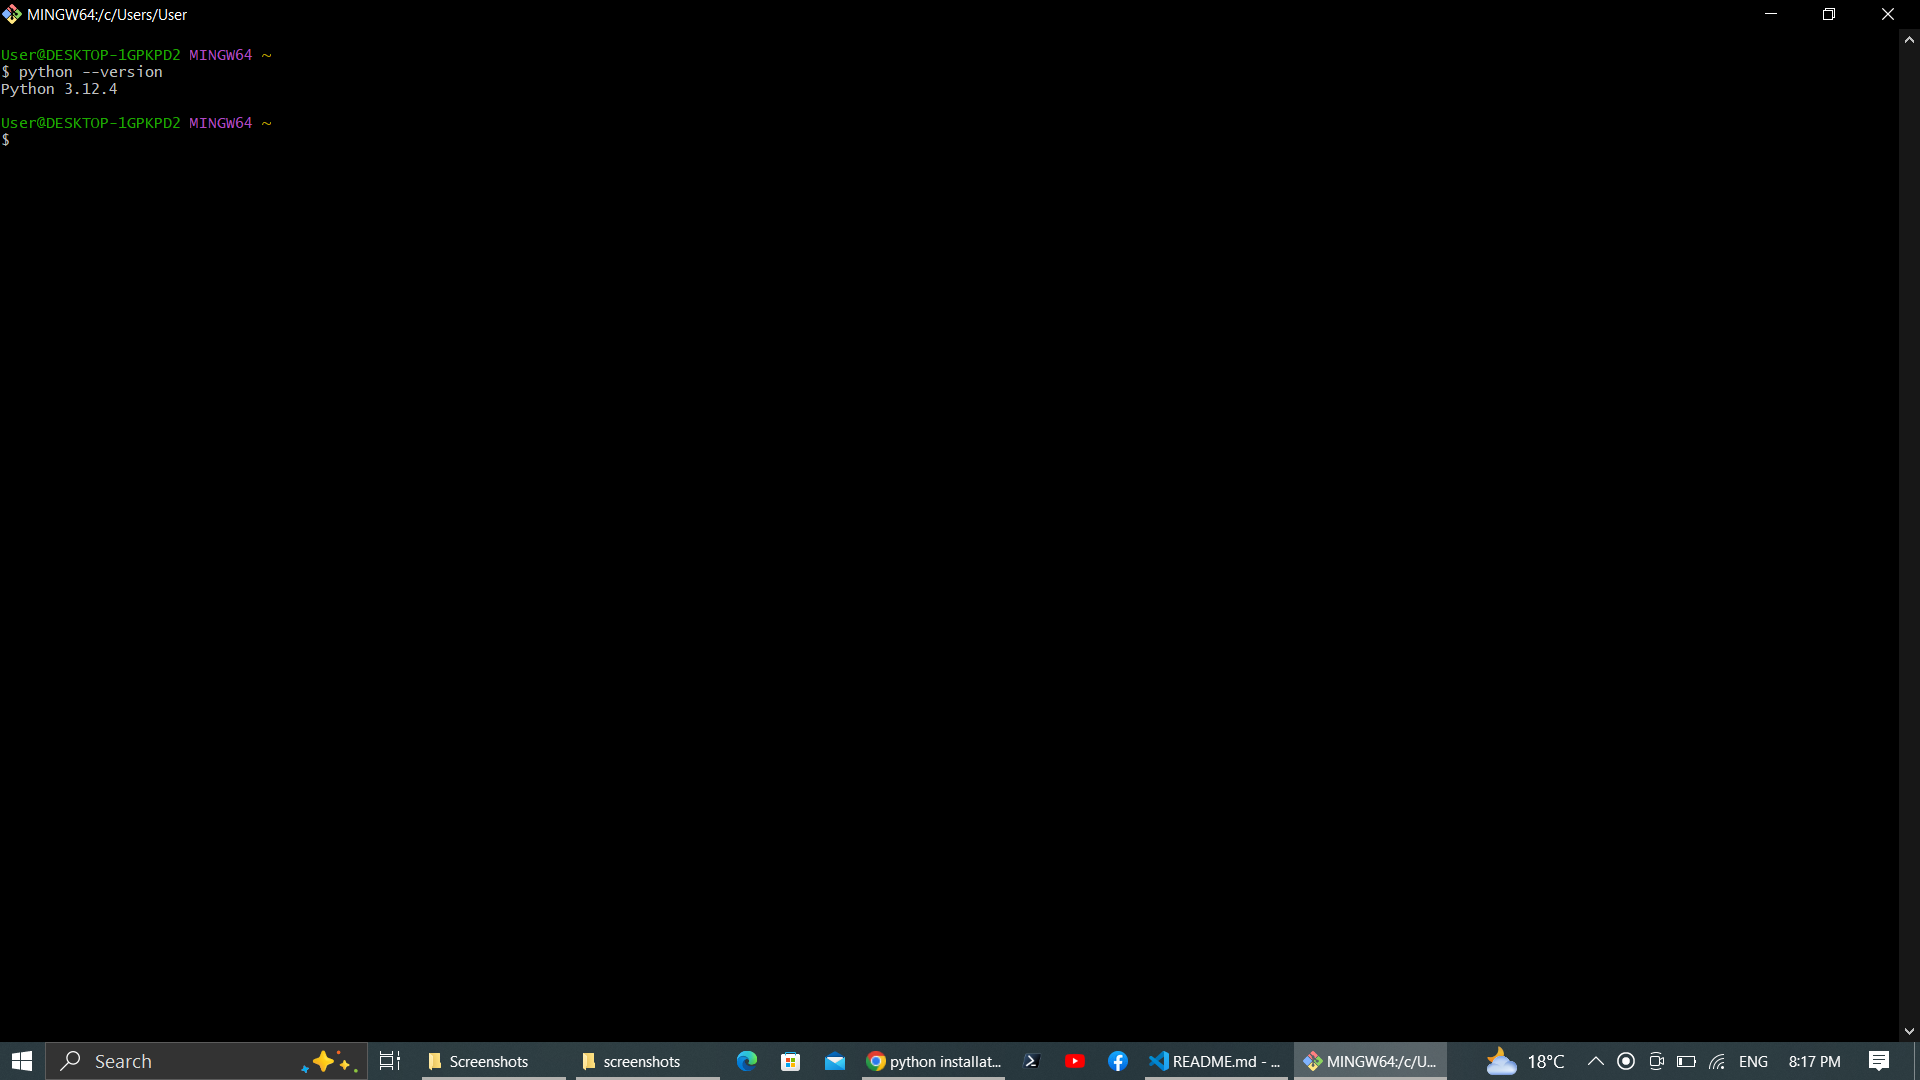 MINGW64:/c/Users/User
User@DESKTOP-1GPKPD2 MINGW64 ~
$ python --version
Python 3.12.4
User@DESKTOP-1GPKPD2 MINGW64 ~
$
Search
Screenshots
screenshots
python installat...
README.md - ...
MINGW64:/c/U...
18°C
ENG
8:17 PM